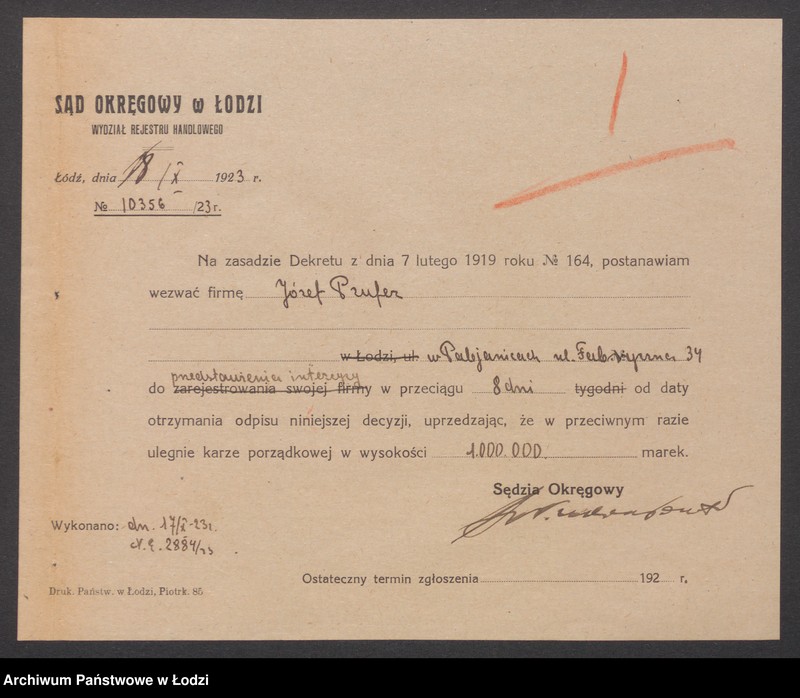 SĄD OKRĘGOWY w ŁODZI
WYDZIAŁ REJESTRU HANDLOWEGO
Łódź, dnia /X 1923 r.
№ 10356 /23 r.
Na zasadzie Dekretu z dnia 7 lutego 1919 roku № 164, postanawiam
wezwać firmę Józef Prufer
w Łodzi, ul. w Pabjanicach ul. Fabryczna 34
przedstawienia intercyzy
do zarejestrowania swojej firmy w przeciągu 8 dni tygodni od daty
otrzymania odpisu niniejszej decyzji, uprzedzając, że w przeciwnym razie
ulegnie karze porządkowej w wysokości 1.000.000. marek.
Sędzia Okręgowy
Wykonano: dn. 17/X-23 r.
2884/23
Ostateczny termin zgłoszenia 192 r.
Druk. Państw. w Łodzi, Piotrk. 85
Archiwum Państwowe w Łodzi